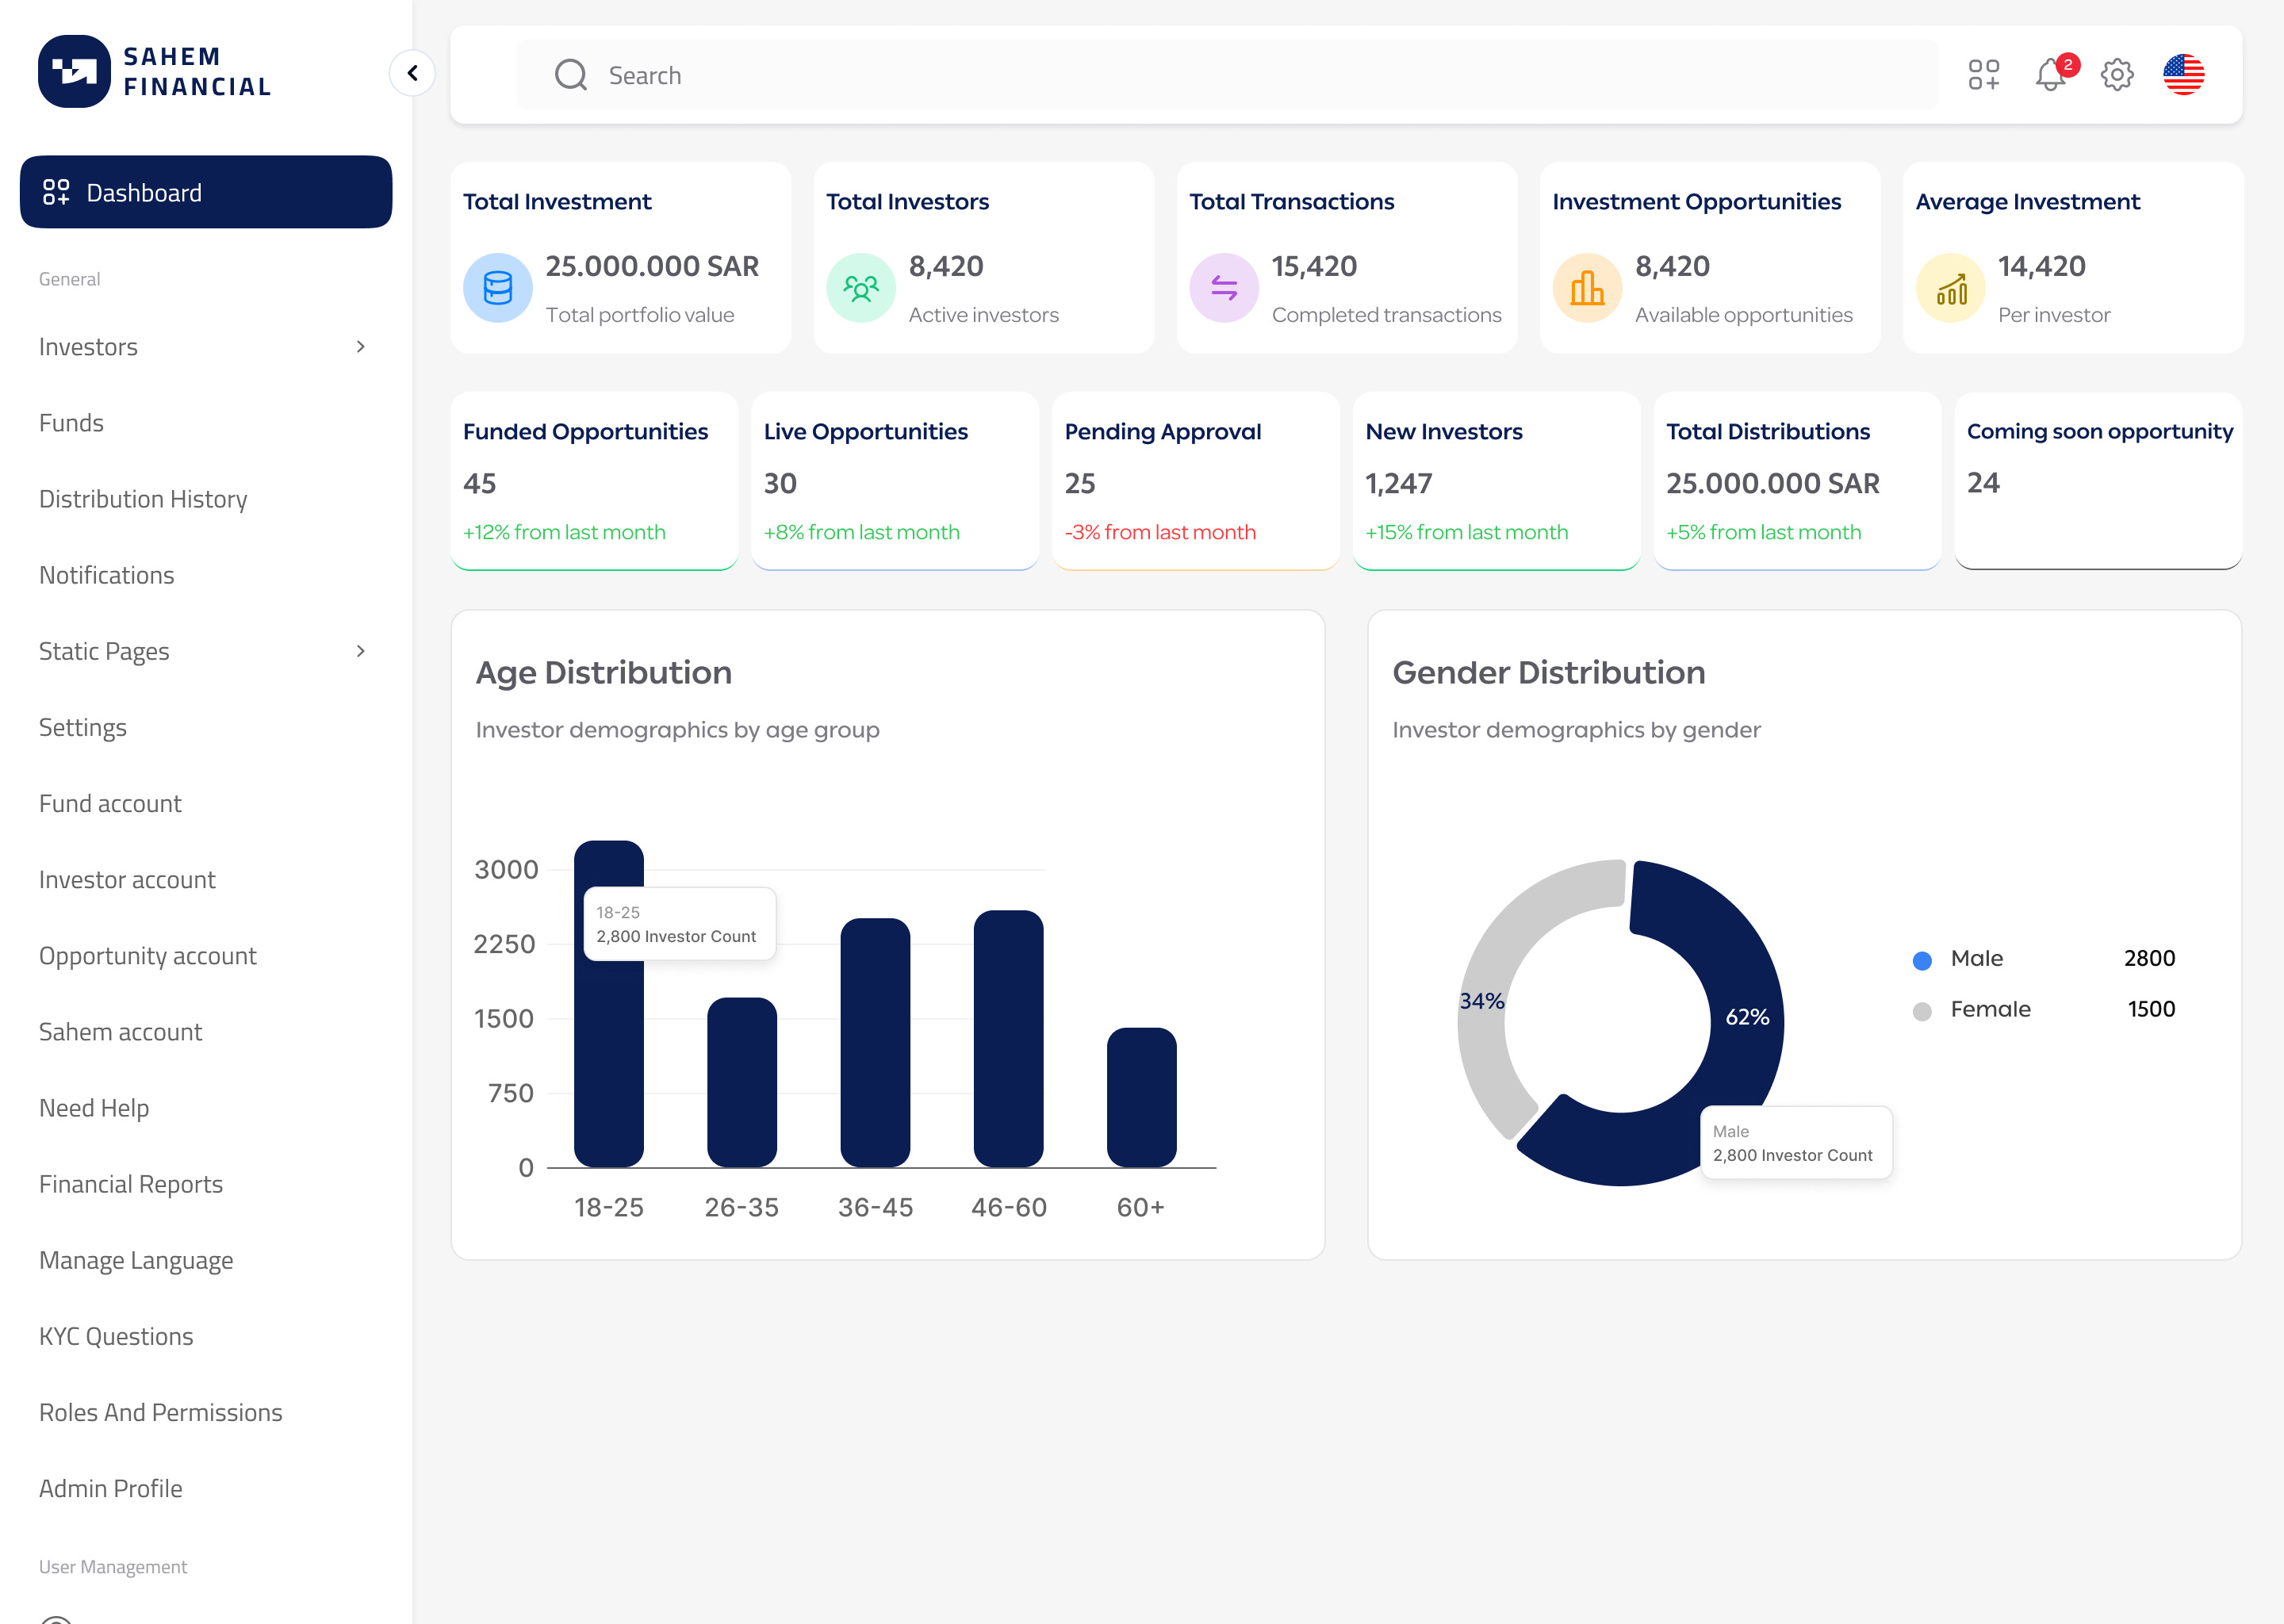 SAHEM
FINANCIAL
Dashboard
General
Investors
Funds
Distribution History
Notifications
Static Pages
Settings
Fund account
Investor account
Opportunity account
Sahem account
Need Help
Financial Reports
Manage Language
KYC Questions
Roles And Permissions
Admin Profile
User Management
Search
2
Total Investment
25.000.000 SAR
Total portfolio value
Total Investors
8,420
Active investors
Total Transactions
15,420
Completed transactions
Investment Opportunities
8,420
Available opportunities
Average Investment
14,420
Per investor
Funded Opportunities
45
+12% from last month
Live Opportunities
30
+8% from last month
Pending Approval
25
-3% from last month
New Investors
1,247
+15% from last month
Total Distributions
25.000.000 SAR
+5% from last month
Coming soon opportunity
24
Age Distribution
Investor demographics by age group
3000
2250
1500
750
0
18-25
2,800 Investor Count
18-25
26-35
36-45
46-60
60+
Gender Distribution
Investor demographics by gender
34%
62%
Male
2,800 Investor Count
Male 2800
Female 1500